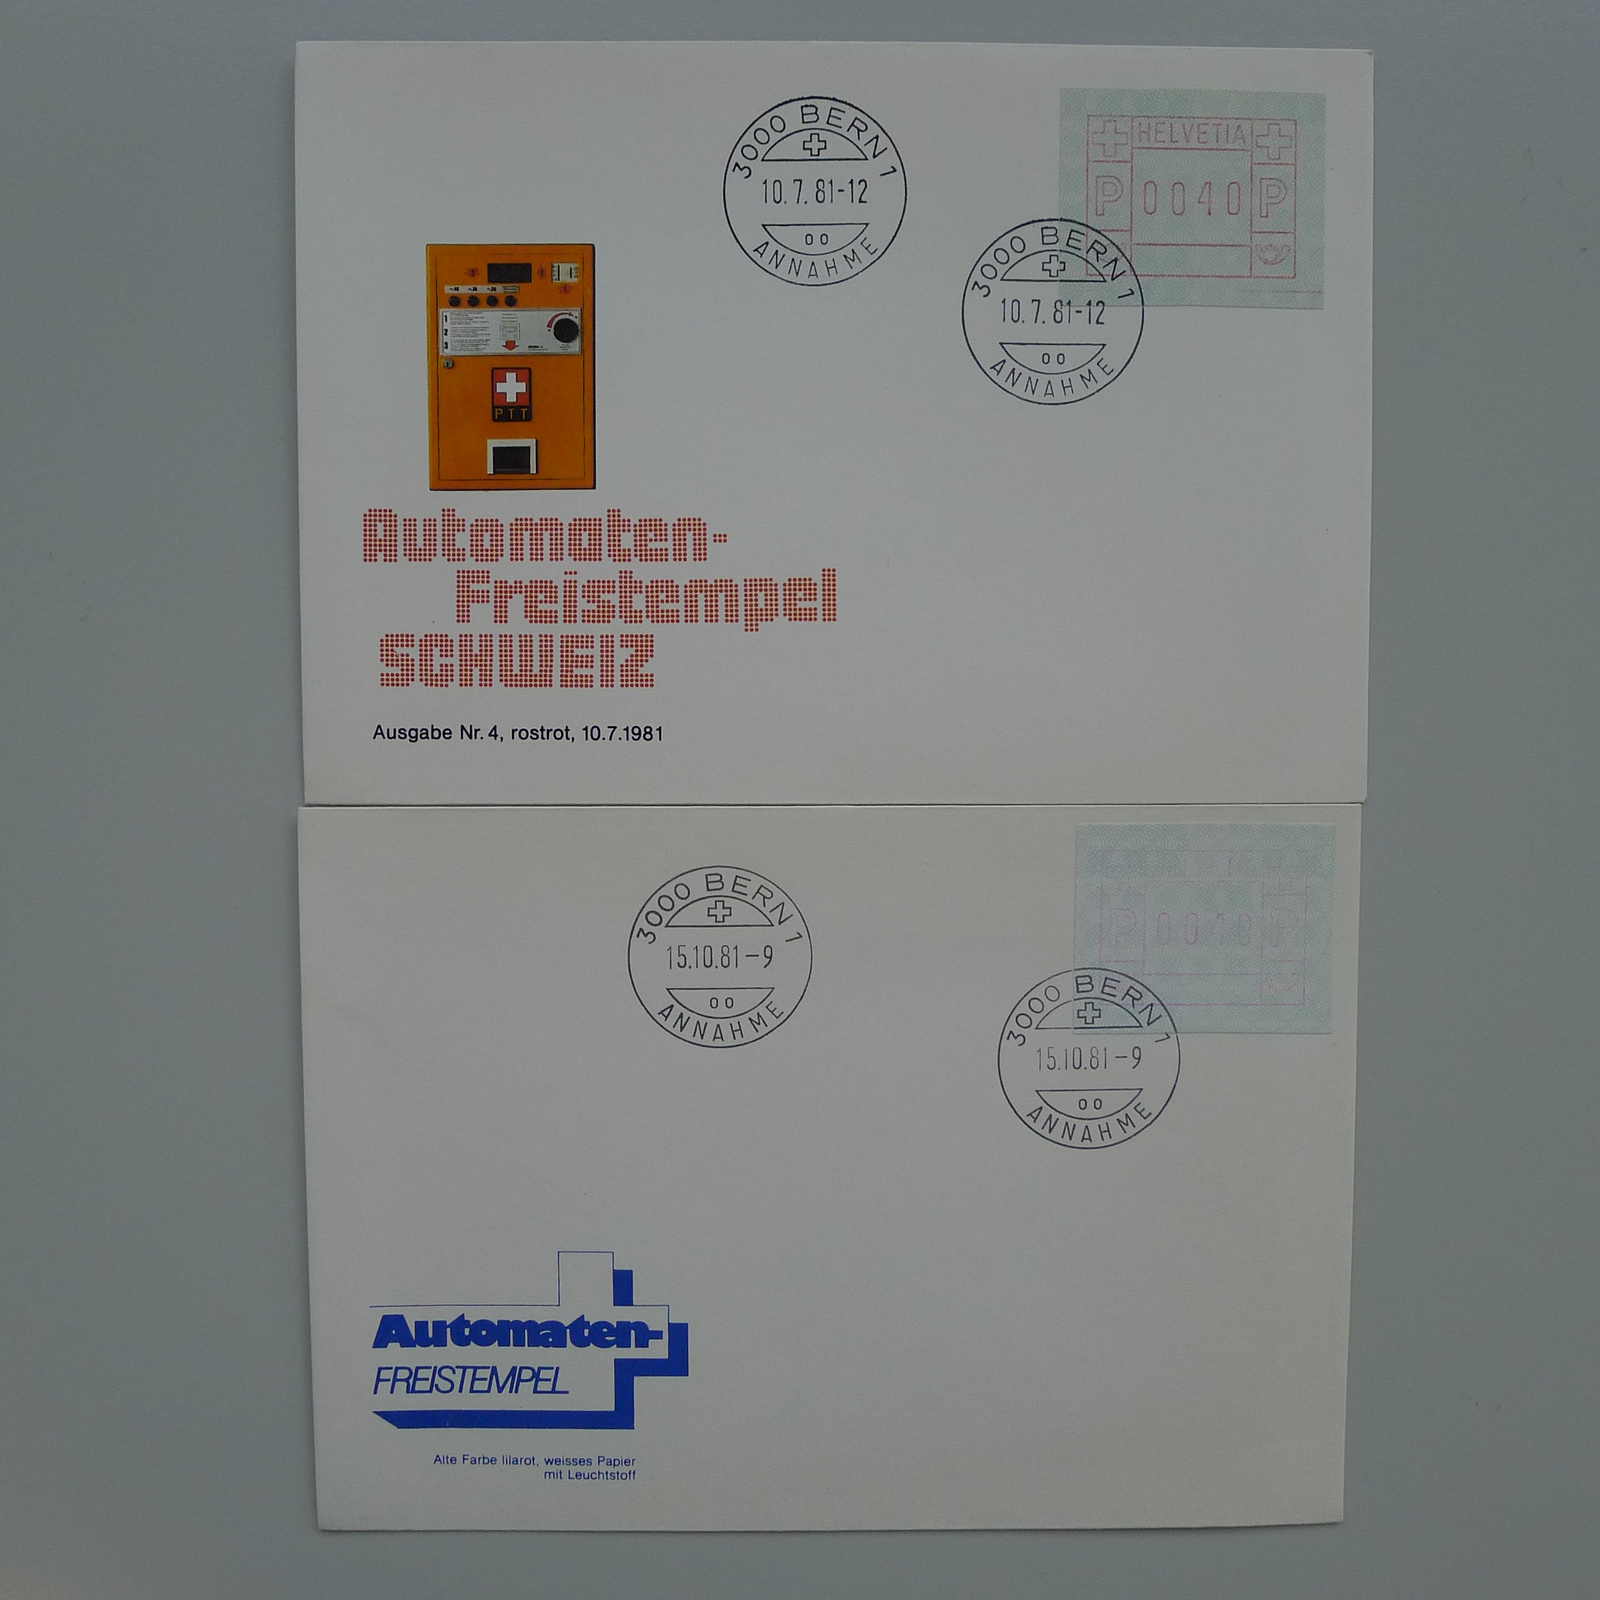 3000 BERN 1
10.7.81-12
00
ANNAHME
HELVETIA
P 0040 P
3000 BERN 1
10.7.81-12
00
ANNAHME
1
2
3
PTT
Automaten-
Freistempel
SCHWEIZ
Ausgabe Nr. 4, rostrot, 10.7.1981
3000 BERN 1
15.10.81-9
00
ANNAHME
P P
3000 BERN 1
15.10.81-9
00
ANNAHME
Automaten-
FREISTEMPEL
Alte Farbe lilarot, weisses Papier
mit Leuchtstoff